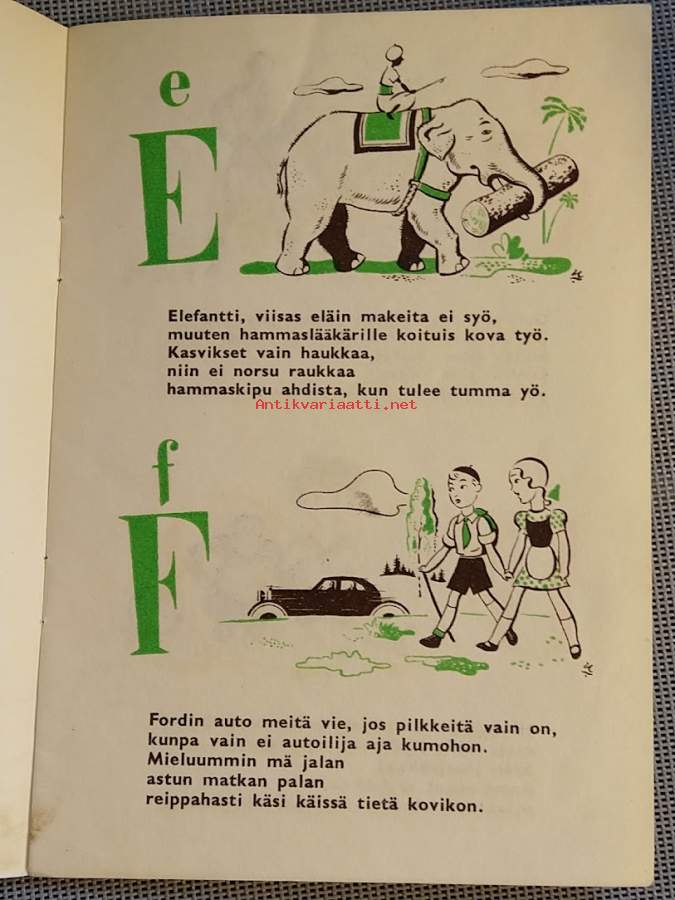 e
E
Elefantti, viisas eläin makeita ei syö,
muuten hammaslääkärille koituis kova työ.
Kasvikset vain haukkaa,
niin ei norsu raukkaa
hammaskipu ahdista, kun tulee tumma yö.
Antikvariaatti.net
f
F
Fordin auto meitä vie, jos pilkkeitä vain on,
kunpa vain ei autoilija aja kumohon.
Mieluummin mä jalan
astun matkan palan
reippahasti käsi käissä tietä kovikon.